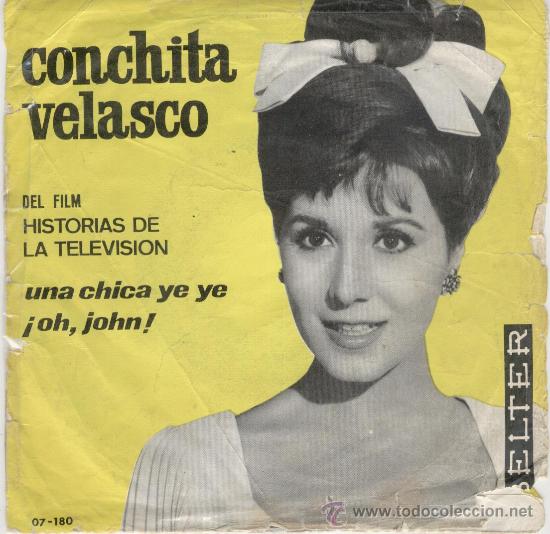 conchita
velasco
DEL FILM
HISTORIAS DE
LA TELEVISION
una chica ye ye
¡oh, john!
BELTER
07-180
www.todocoleccion.net